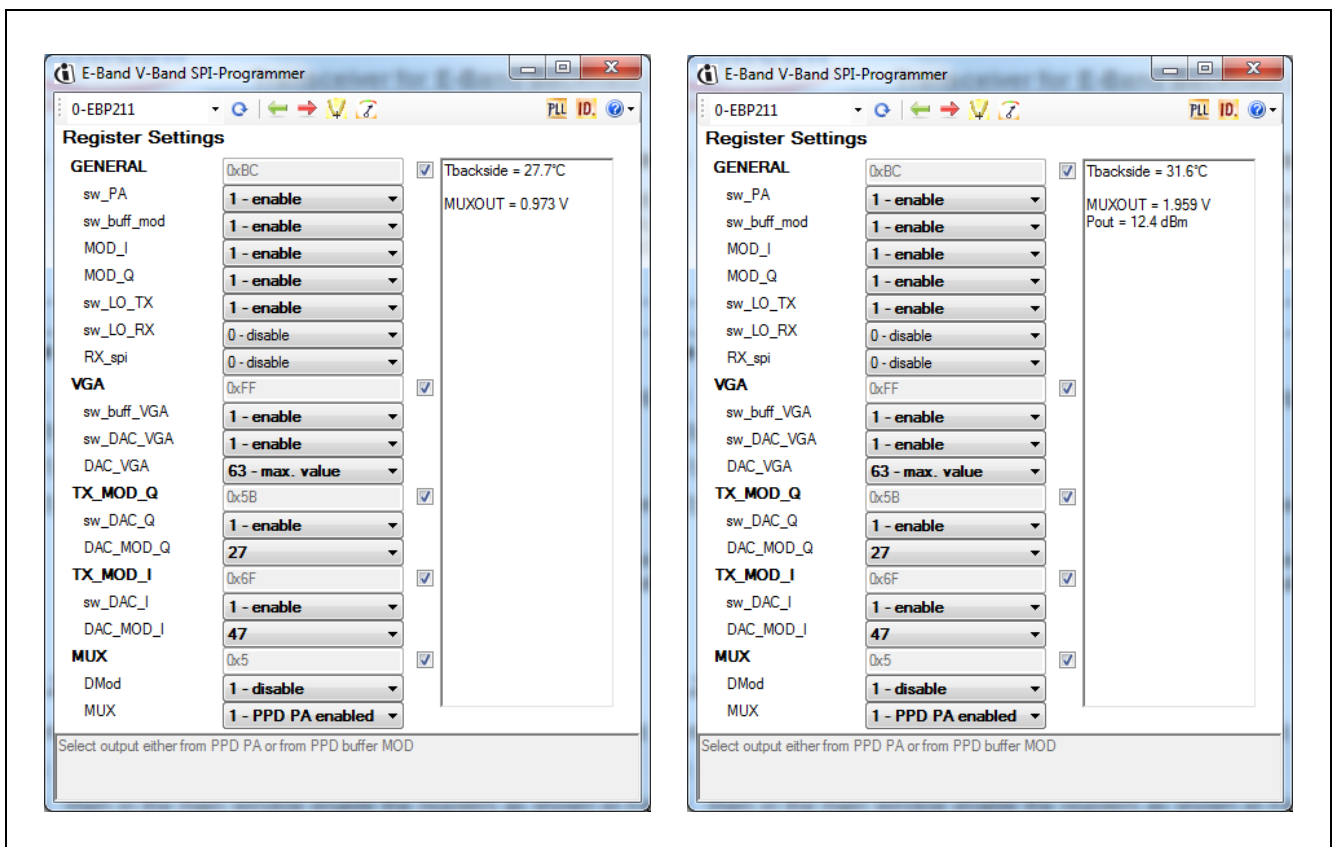 E-Band V-Band SPI-Programmer
0-EBP211 PLL ID.
Register Settings
GENERAL 0xBC
sw_PA 1 - enable
sw_buff_mod 1 - enable
MOD_I 1 - enable
MOD_Q 1 - enable
sw_LO_TX 1 - enable
sw_LO_RX 0 - disable
RX_spi 0 - disable
VGA 0xFF
sw_buff_VGA 1 - enable
sw_DAC_VGA 1 - enable
DAC_VGA 63 - max. value
TX_MOD_Q 0x5B
sw_DAC_Q 1 - enable
DAC_MOD_Q 27
TX_MOD_I 0x6F
sw_DAC_I 1 - enable
DAC_MOD_I 47
MUX 0x5
DMod 1 - disable
MUX 1 - PPD PA enabled
Tbackside = 27.7°C
MUXOUT = 0.973 V
Select output either from PPD PA or from PPD buffer MOD
E-Band V-Band SPI-Programmer
0-EBP211 PLL ID.
Register Settings
GENERAL 0xBC
sw_PA 1 - enable
sw_buff_mod 1 - enable
MOD_I 1 - enable
MOD_Q 1 - enable
sw_LO_TX 1 - enable
sw_LO_RX 0 - disable
RX_spi 0 - disable
VGA 0xFF
sw_buff_VGA 1 - enable
sw_DAC_VGA 1 - enable
DAC_VGA 63 - max. value
TX_MOD_Q 0x5B
sw_DAC_Q 1 - enable
DAC_MOD_Q 27
TX_MOD_I 0x6F
sw_DAC_I 1 - enable
DAC_MOD_I 47
MUX 0x5
DMod 1 - disable
MUX 1 - PPD PA enabled
Tbackside = 31.6°C
MUXOUT = 1.959 V
Pout = 12.4 dBm
Select output either from PPD PA or from PPD buffer MOD